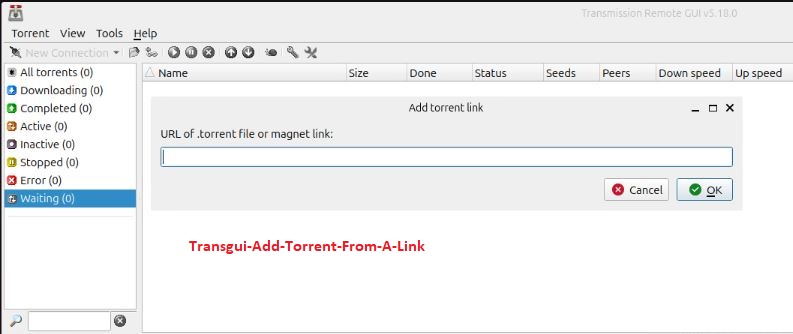 Transmission Remote GUI v5.18.0
Torrent View Tools Help
New Connection
All torrents (0)
Downloading (0)
Completed (0)
Active (0)
Inactive (0)
Stopped (0)
Error (0)
Waiting (0)
Name Size Done Status Seeds Peers Down speed Up speed
Add torrent link
URL of .torrent file or magnet link:
Cancel OK
Transgui-Add-Torrent-From-A-Link